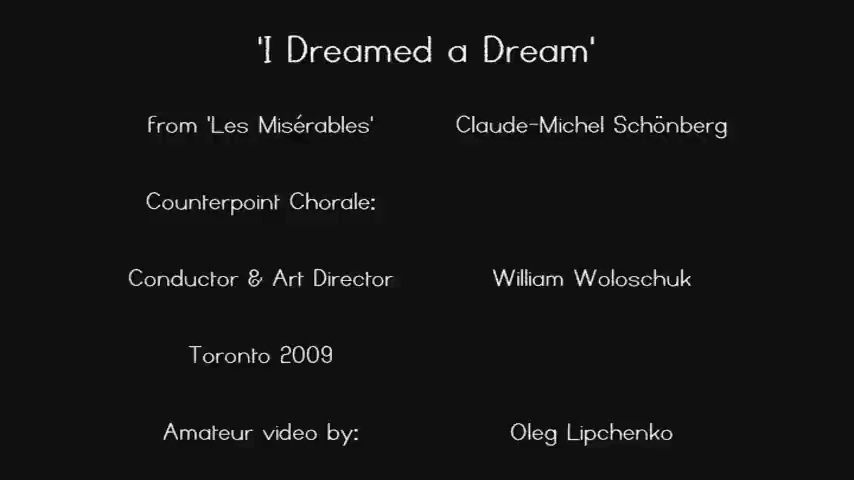 'I Dreamed a Dream'
from 'Les Misérables' Claude-Michel Schönberg
Counterpoint Chorale:
Conductor & Art Director William Woloschuk
Toronto 2009
Amateur video by: Oleg Lipchenko